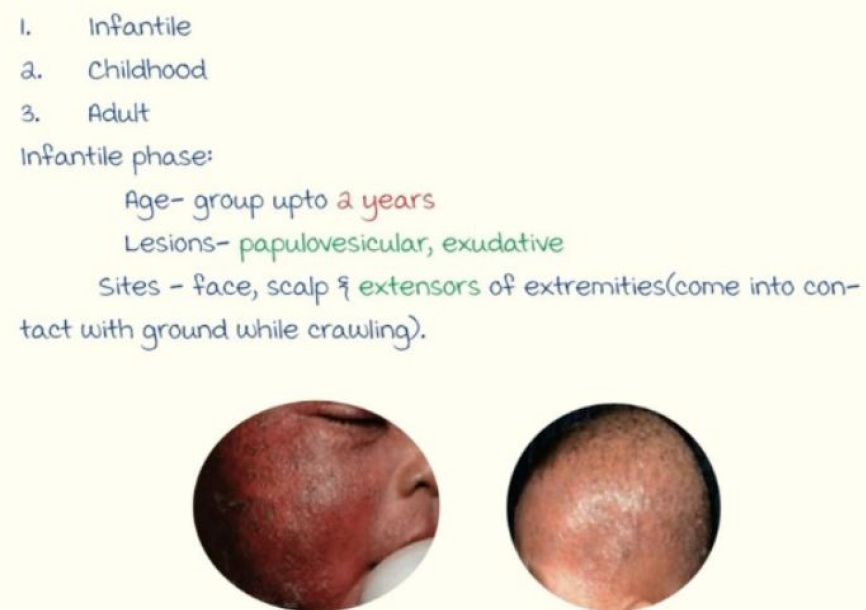 1. Infantile
2. Childhood
3. Adult
Infantile phase:
Age- group upto 2 years
Lesions- papulovesicular, exudative
Sites - face, scalp & extensors of extremities(come into con-
tact with ground while crawling).